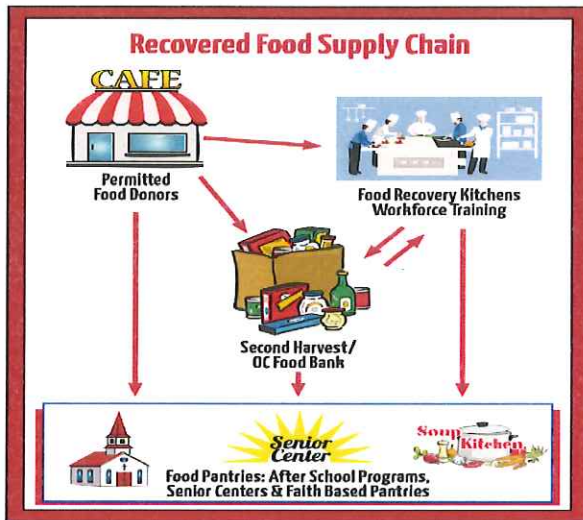 Recovered Food Supply Chain
CAFE
Permitted
Food Donors
Food Recovery Kitchens
Workforce Training
Second Harvest/
OC Food Bank
Senior
Center
Soup
Kitchen
Food Pantries: After School Programs,
Senior Centers & Faith Based Pantries